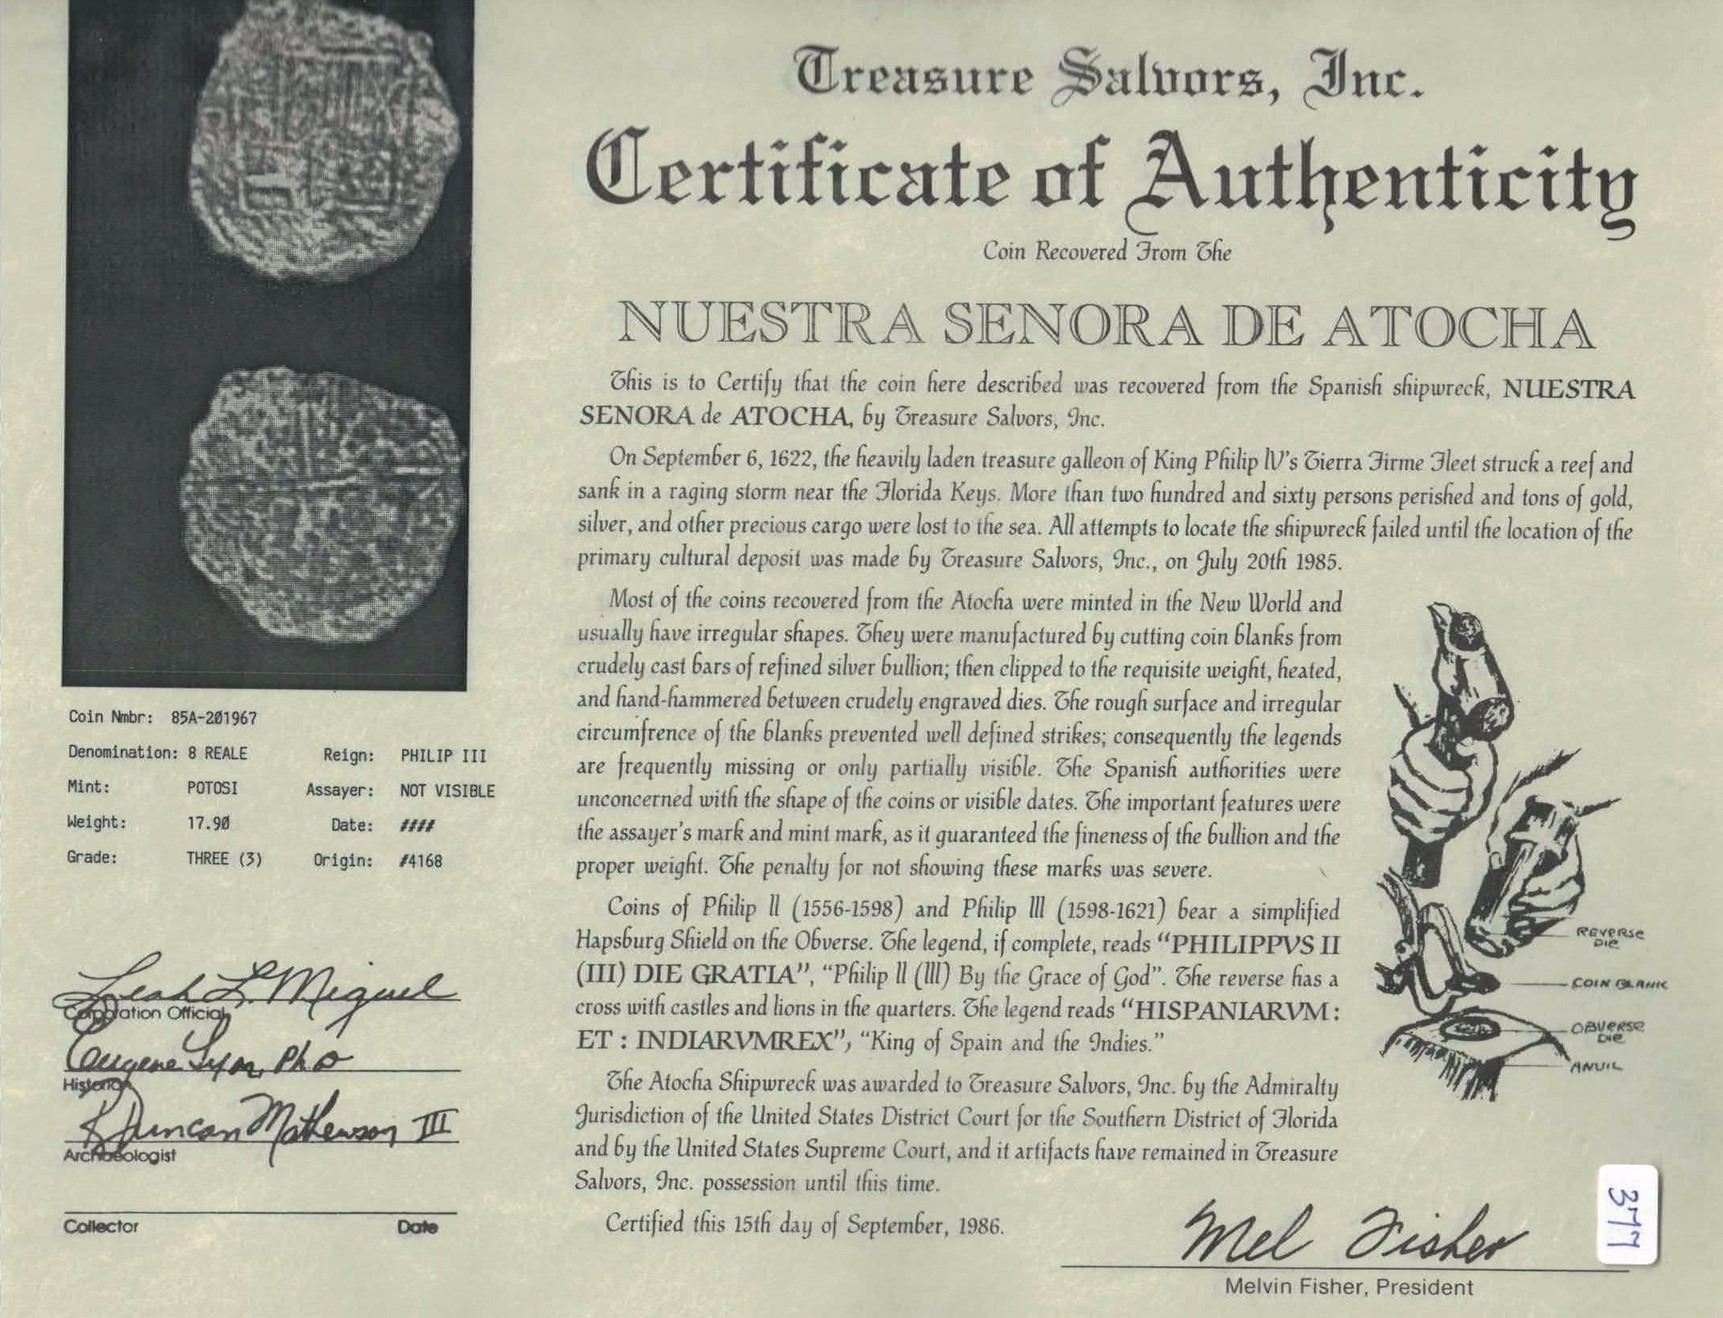 Treasure Salvors, Inc.
Certificate of Authenticity
Coin Recovered From The
NUESTRA SENORA DE ATOCHA
This is to Certify that the coin here described was recovered from the Spanish shipwreck, NUESTRA
SENORA de ATOCHA, by Treasure Salvors, Inc.
On September 6, 1622, the heavily laden treasure galleon of King Philip IV's Tierra Firme Fleet struck a reef and
sank in a raging storm near the Florida Keys. More than two hundred and sixty persons perished and tons of gold,
silver, and other precious cargo were lost to the sea. All attempts to locate the shipwreck failed until the location of the
primary cultural deposit was made by Treasure Salvors, Inc., on July 20th 1985.
Most of the coins recovered from the Atocha were minted in the New World and
usually have irregular shapes. They were manufactured by cutting coin blanks from
crudely cast bars of refined silver bullion; then clipped to the requisite weight, heated,
and hand-hammered between crudely engraved dies. The rough surface and irregular
circumfrence of the blanks prevented well defined strikes; consequently the legends
are frequently missing or only partially visible. The Spanish authorities were
unconcerned with the shape of the coins or visible dates. The important features were
the assayer's mark and mint mark, as it guaranteed the fineness of the bullion and the
proper weight. The penalty for not showing these marks was severe.
Coins of Philip II (1556-1598) and Philip III (1598-1621) bear a simplified
Hapsburg Shield on the Obverse. The legend, if complete, reads "PHILIPPVS II
(III) DIE GRATIA", "Philip II (III) By the Grace of God". The reverse has a
cross with castles and lions in the quarters. The legend reads "HISPANIARVM :
ET : INDIARVMREX", "King of Spain and the Indies."
The Atocha Shipwreck was awarded to Treasure Salvors, Inc. by the Admiralty
Jurisdiction of the United States District Court for the Southern District of Florida
and by the United States Supreme Court, and it artifacts have remained in Treasure
Salvors, Inc. possession until this time.
Certified this 15th day of September, 1986.
REVERSE
DIE
COIN BLANK
OBVERSE
DIE
ANVIL
Mel Fisher
Melvin Fisher, President
377
Coin Nmbr: 85A-201967
Denomination: 8 REALE Reign: PHILIP III
Mint: POTOSI Assayer: NOT VISIBLE
Weight: 17.90 Date: ####
Grade: THREE (3) Origin: #4168
Leah L. Miguel
Corporation Official
Eugene Lyon, PhD
Historian
R Duncan Mathewson III
Archaeologist
Collector Date